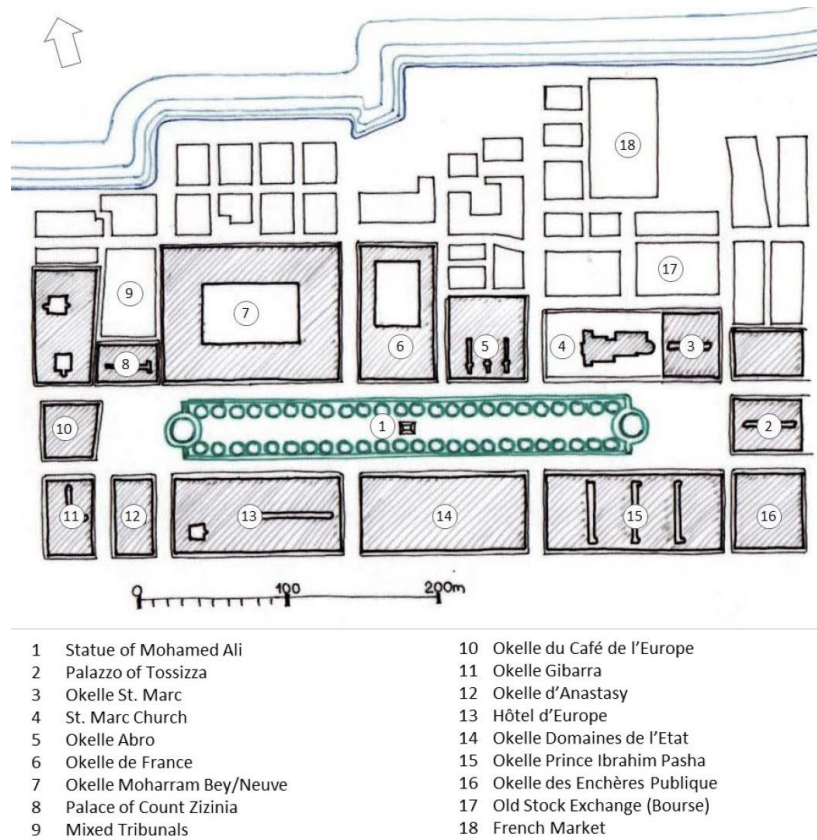 18
17
9
7
6
5
4
3
8
10
1
2
11
12
13
14
15
16
0 100 200m
1 Statue of Mohamed Ali
2 Palazzo of Tossizza
3 Okelle St. Marc
4 St. Marc Church
5 Okelle Abro
6 Okelle de France
7 Okelle Moharram Bey/Neuve
8 Palace of Count Zizinia
9 Mixed Tribunals
10 Okelle du Café de l’Europe
11 Okelle Gibarra
12 Okelle d’Anastasy
13 Hôtel d’Europe
14 Okelle Domaines de l’Etat
15 Okelle Prince Ibrahim Pasha
16 Okelle des Enchères Publique
17 Old Stock Exchange (Bourse)
18 French Market